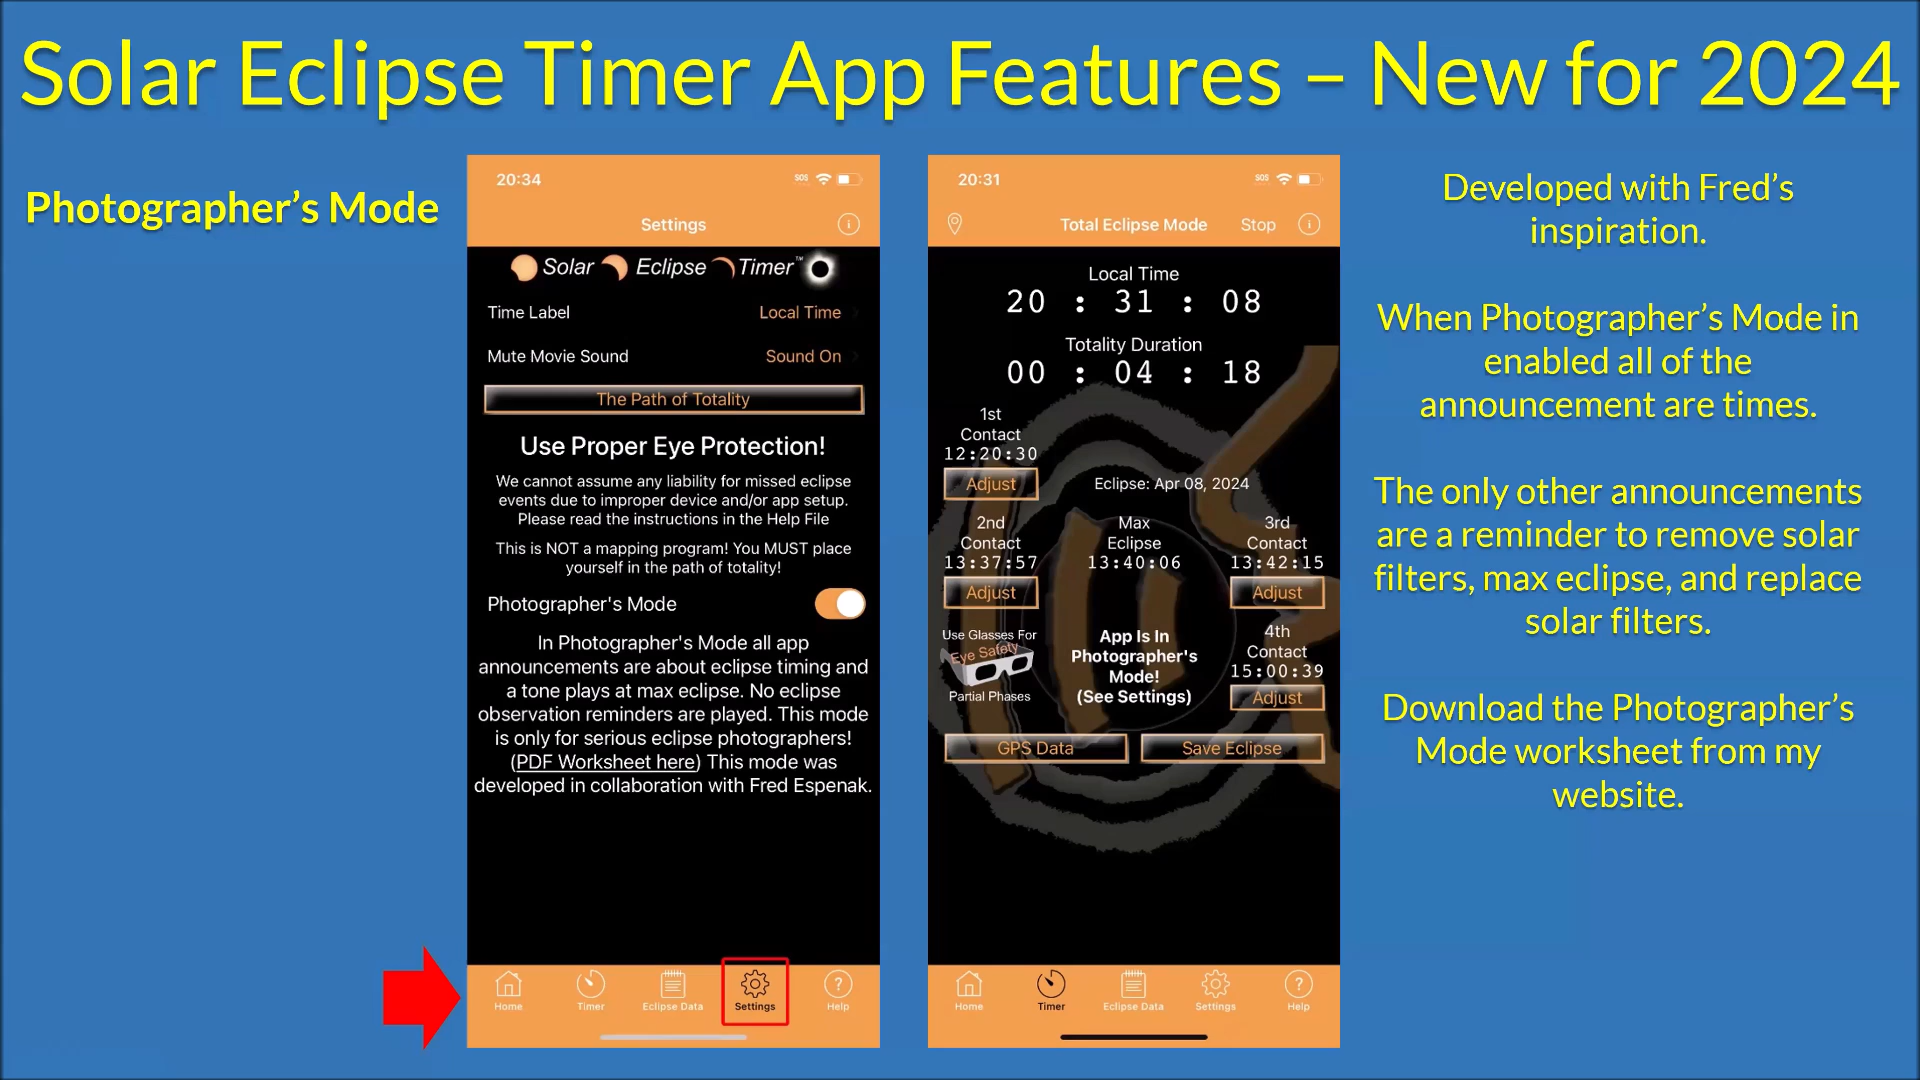 Solar Eclipse Timer App Features – New for 2024
Photographer's Mode
20:34
SOS
Settings
i
Solar Eclipse Timer™
Time Label Local Time
Mute Movie Sound Sound On
The Path of Totality
Use Proper Eye Protection!
We cannot assume any liability for missed eclipse
events due to improper device and/or app setup.
Please read the instructions in the Help File
This is NOT a mapping program! You MUST place
yourself in the path of totality!
Photographer's Mode
In Photographer's Mode all app
announcements are about eclipse timing and
a tone plays at max eclipse. No eclipse
observation reminders are played. This mode
is only for serious eclipse photographers!
(PDF Worksheet here) This mode was
developed in collaboration with Fred Espenak.
Home Timer Eclipse Data Settings ? Help
20:31
SOS
Total Eclipse Mode Stop i
Local Time
20 : 31 : 08
Totality Duration
00 : 04 : 18
1st
Contact
12:20:30
Adjust
Eclipse: Apr 08, 2024
2nd
Contact
13:37:57
Adjust
Max
Eclipse
13:40:06
3rd
Contact
13:42:15
Adjust
Use Glasses For
Eye Safety
Partial Phases
App Is In
Photographer's
Mode!
(See Settings)
4th
Contact
15:00:39
Adjust
GPS Data Save Eclipse
Home Timer Eclipse Data Settings ? Help
Developed with Fred's
inspiration.
When Photographer's Mode in
enabled all of the
announcement are times.
The only other announcements
are a reminder to remove solar
filters, max eclipse, and replace
solar filters.
Download the Photographer's
Mode worksheet from my
website.